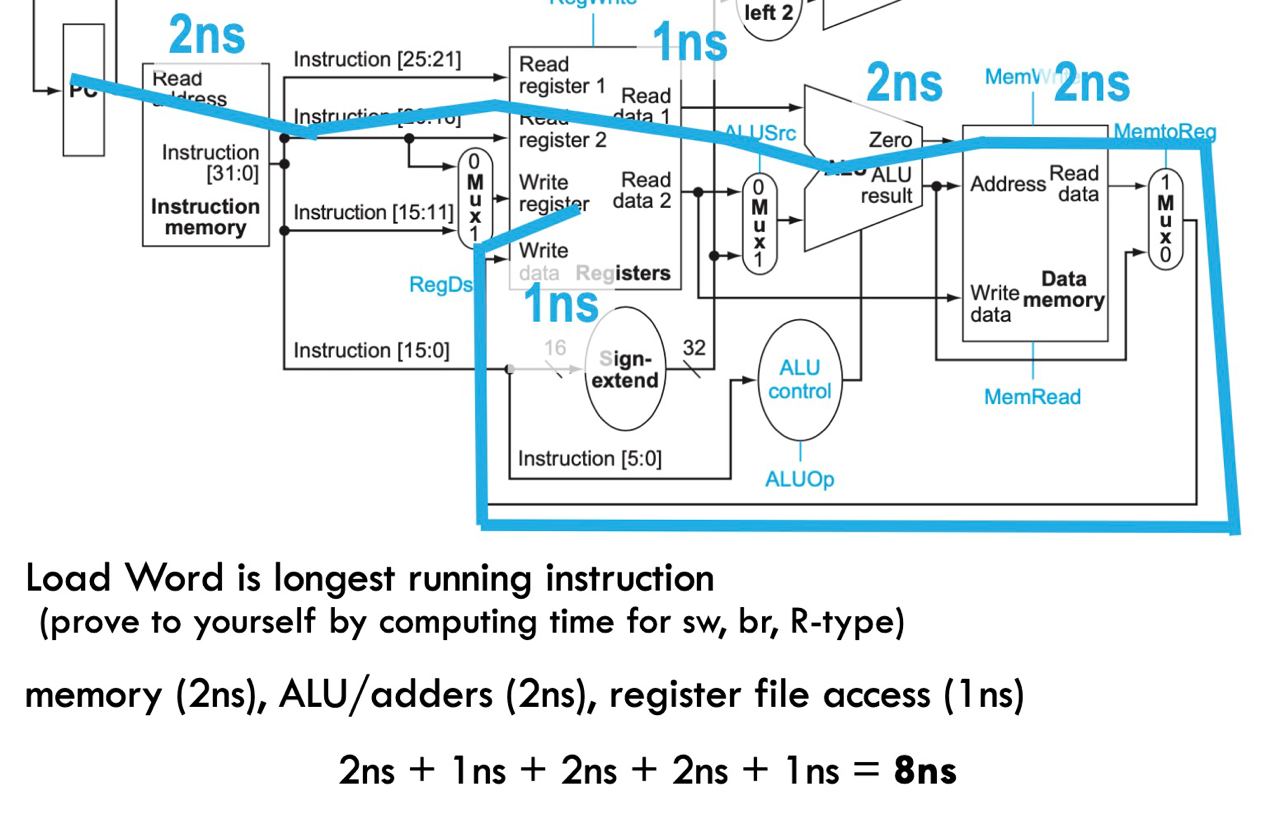 RegWrite
left 2
2ns
1ns
2ns
2ns
PC
Read
address
Instruction
[31:0]
Instruction
memory
Instruction [25:21]
Instruction [20:16]
Instruction [15:11]
Instruction [15:0]
0
M
u
x
1
RegDs
Read
register 1
Read
register 2
Write
register
Write
data
Registers
Read
data 1
Read
data 2
1ns
16
Sign-
extend
32
ALUSrc
0
M
u
x
1
Zero
ALU
ALU
result
ALU
control
ALUOp
Instruction [5:0]
MemWrite
Address
Read
data
Write
data
Data
memory
MemRead
MemtoReg
1
M
u
x
0
Load Word is longest running instruction
(prove to yourself by computing time for sw, br, R-type)
memory (2ns), ALU/adders (2ns), register file access (1ns)
2ns + 1ns + 2ns + 2ns + 1ns = 8ns